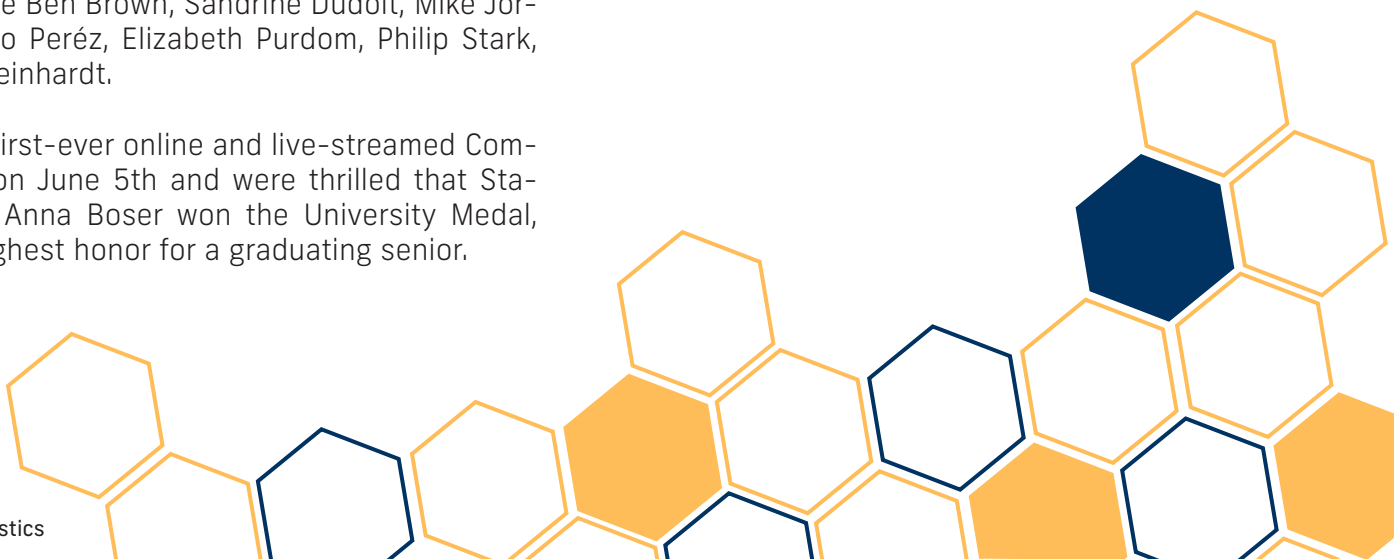 e Ben Brown, Sandrine Dudoit, Mike Jor-
o Peréz, Elizabeth Purdom, Philip Stark,
einhardt.
irst-ever online and live-streamed Com-
on June 5th and were thrilled that Sta-
Anna Boser won the University Medal,
ghest honor for a graduating senior.
stics